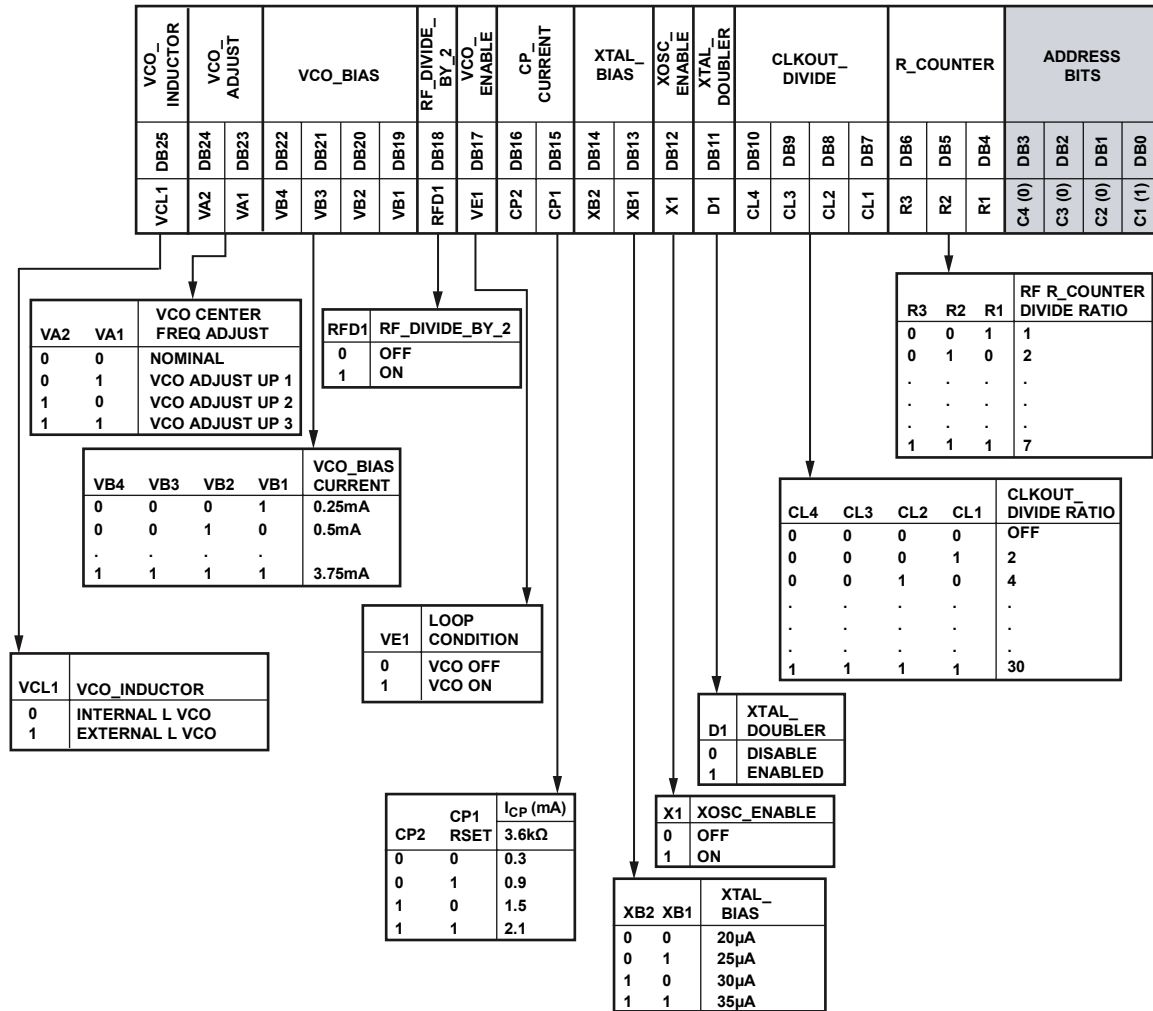 VCO_ INDUCTOR
VCO_ ADJUST
VCO_BIAS
RF_DIVIDE_ BY_2
VCO_ ENABLE
CP_ CURRENT
XTAL_ BIAS
XOSC_ ENABLE
XTAL_ DOUBLER
CLKOUT_ DIVIDE
R_COUNTER
ADDRESS BITS
DB25 DB24 DB23 DB22 DB21 DB20 DB19 DB18 DB17 DB16 DB15 DB14 DB13 DB12 DB11 DB10 DB9 DB8 DB7 DB6 DB5 DB4 DB3 DB2 DB1 DB0
VCL1 VA2 VA1 VB4 VB3 VB2 VB1 RFD1 VE1 CP2 CP1 XB2 XB1 X1 D1 CL4 CL3 CL2 CL1 R3 R2 R1 C4 (0) C3 (0) C2 (0) C1 (1)
VA2 VA1 VCO CENTER
FREQ ADJUST
0 0 NOMINAL
0 1 VCO ADJUST UP 1
1 0 VCO ADJUST UP 2
1 1 VCO ADJUST UP 3
RFD1 RF_DIVIDE_BY_2
0 OFF
1 ON
R3 R2 R1 RF R_COUNTER
DIVIDE RATIO
0 0 1 1
0 1 0 2
. . . .
. . . .
. . . .
1 1 1 7
VB4 VB3 VB2 VB1 VCO_BIAS
CURRENT
0 0 0 1 0.25mA
0 0 1 0 0.5mA
. . . .
1 1 1 1 3.75mA
CL4 CL3 CL2 CL1 CLKOUT_
DIVIDE RATIO
0 0 0 0 OFF
0 0 0 1 2
0 0 1 0 4
. . . . .
. . . . .
. . . . .
1 1 1 1 30
VE1 LOOP
CONDITION
0 VCO OFF
1 VCO ON
VCL1 VCO_INDUCTOR
0 INTERNAL L VCO
1 EXTERNAL L VCO
D1 XTAL_
DOUBLER
0 DISABLE
1 ENABLED
CP2 CP1
RSET
ICP (mA)
3.6kΩ
0 0 0.3
0 1 0.9
1 0 1.5
1 1 2.1
X1 XOSC_ENABLE
0 OFF
1 ON
XB2 XB1 XTAL_
BIAS
0 0 20µA
0 1 25µA
1 0 30µA
1 1 35µA